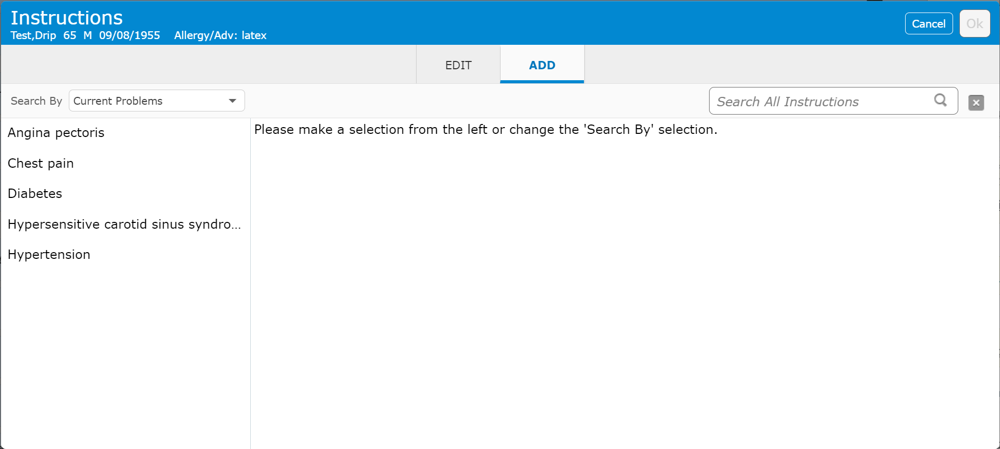 Instructions
Test,Drip 65 M 09/08/1955 Allergy/Adv: latex
Cancel
Ok
EDIT
ADD
Search By
Current Problems
Search All Instructions
Angina pectoris
Chest pain
Diabetes
Hypersensitive carotid sinus syndro...
Hypertension
Please make a selection from the left or change the 'Search By' selection.